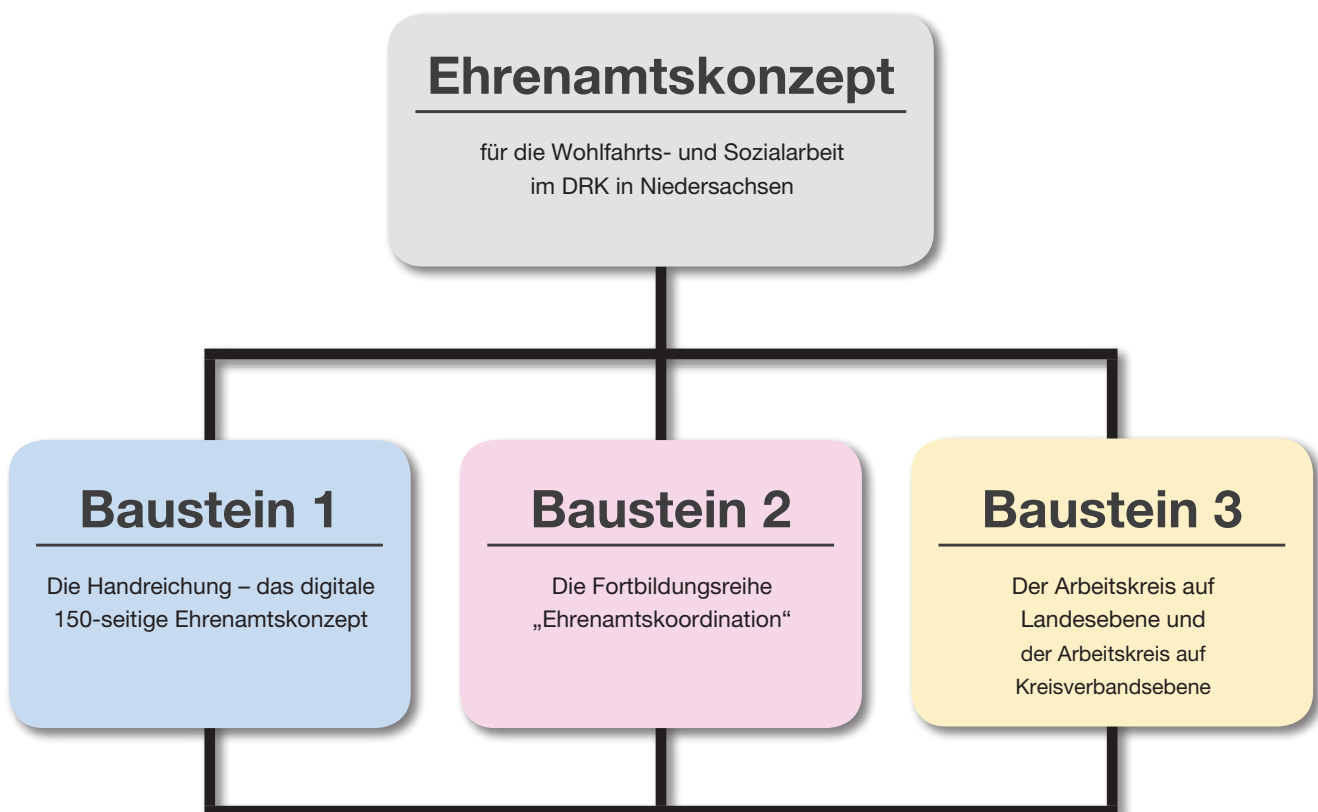 Ehrenamtskonzept
für die Wohlfahrts- und Sozialarbeit
im DRK in Niedersachsen
Baustein 1
Die Handreichung – das digitale
150-seitige Ehrenamtskonzept
Baustein 2
Die Fortbildungsreihe
„Ehrenamtskoordination“
Baustein 3
Der Arbeitskreis auf
Landesebene und
der Arbeitskreis auf
Kreisverbandsebene